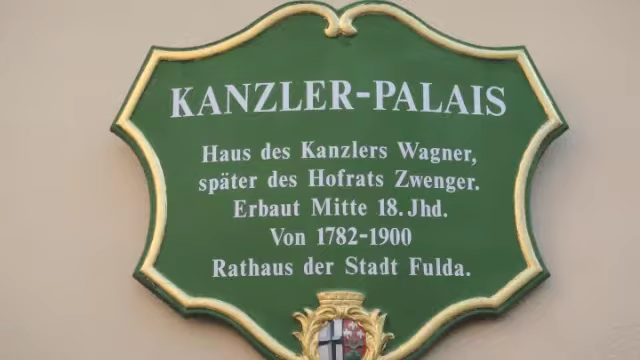 KANZLER-PALAIS
Haus des Kanzlers Wagner,
später des Hofrats Zwenger.
Erbaut Mitte 18. Jhd.
Von 1782-1900
Rathaus der Stadt Fulda.